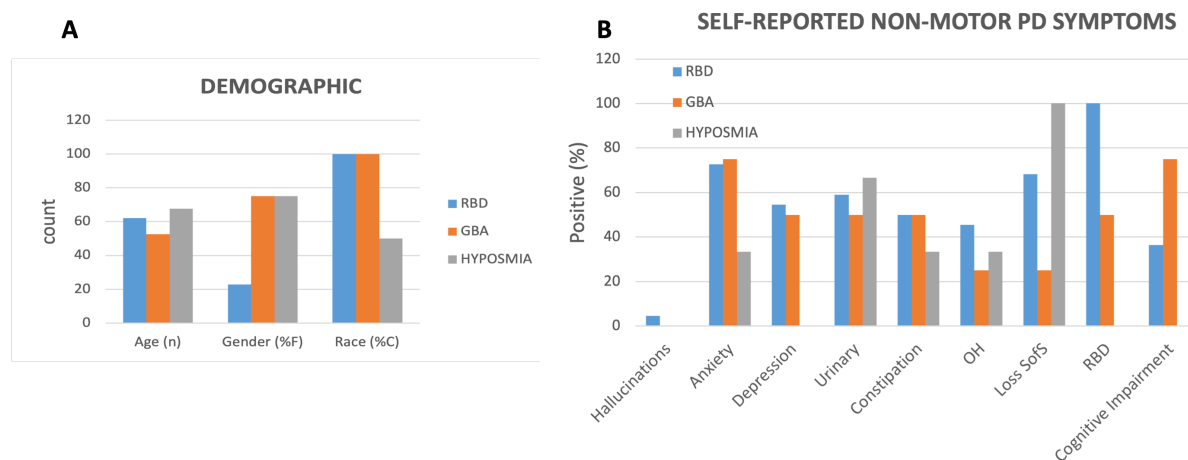 A
DEMOGRAPHIC
120
100
80
60
40
20
0
count
Age (n)
Gender (%F)
Race (%C)
RBD
GBA
HYPOSMIA
B
SELF-REPORTED NON-MOTOR PD SYMPTOMS
120
100
80
60
40
20
0
Positive (%)
RBD
GBA
HYPOSMIA
Hallucinations
Anxiety
Depression
Urinary
Constipation
OH
Loss SofS
RBD
Cognitive Impairment